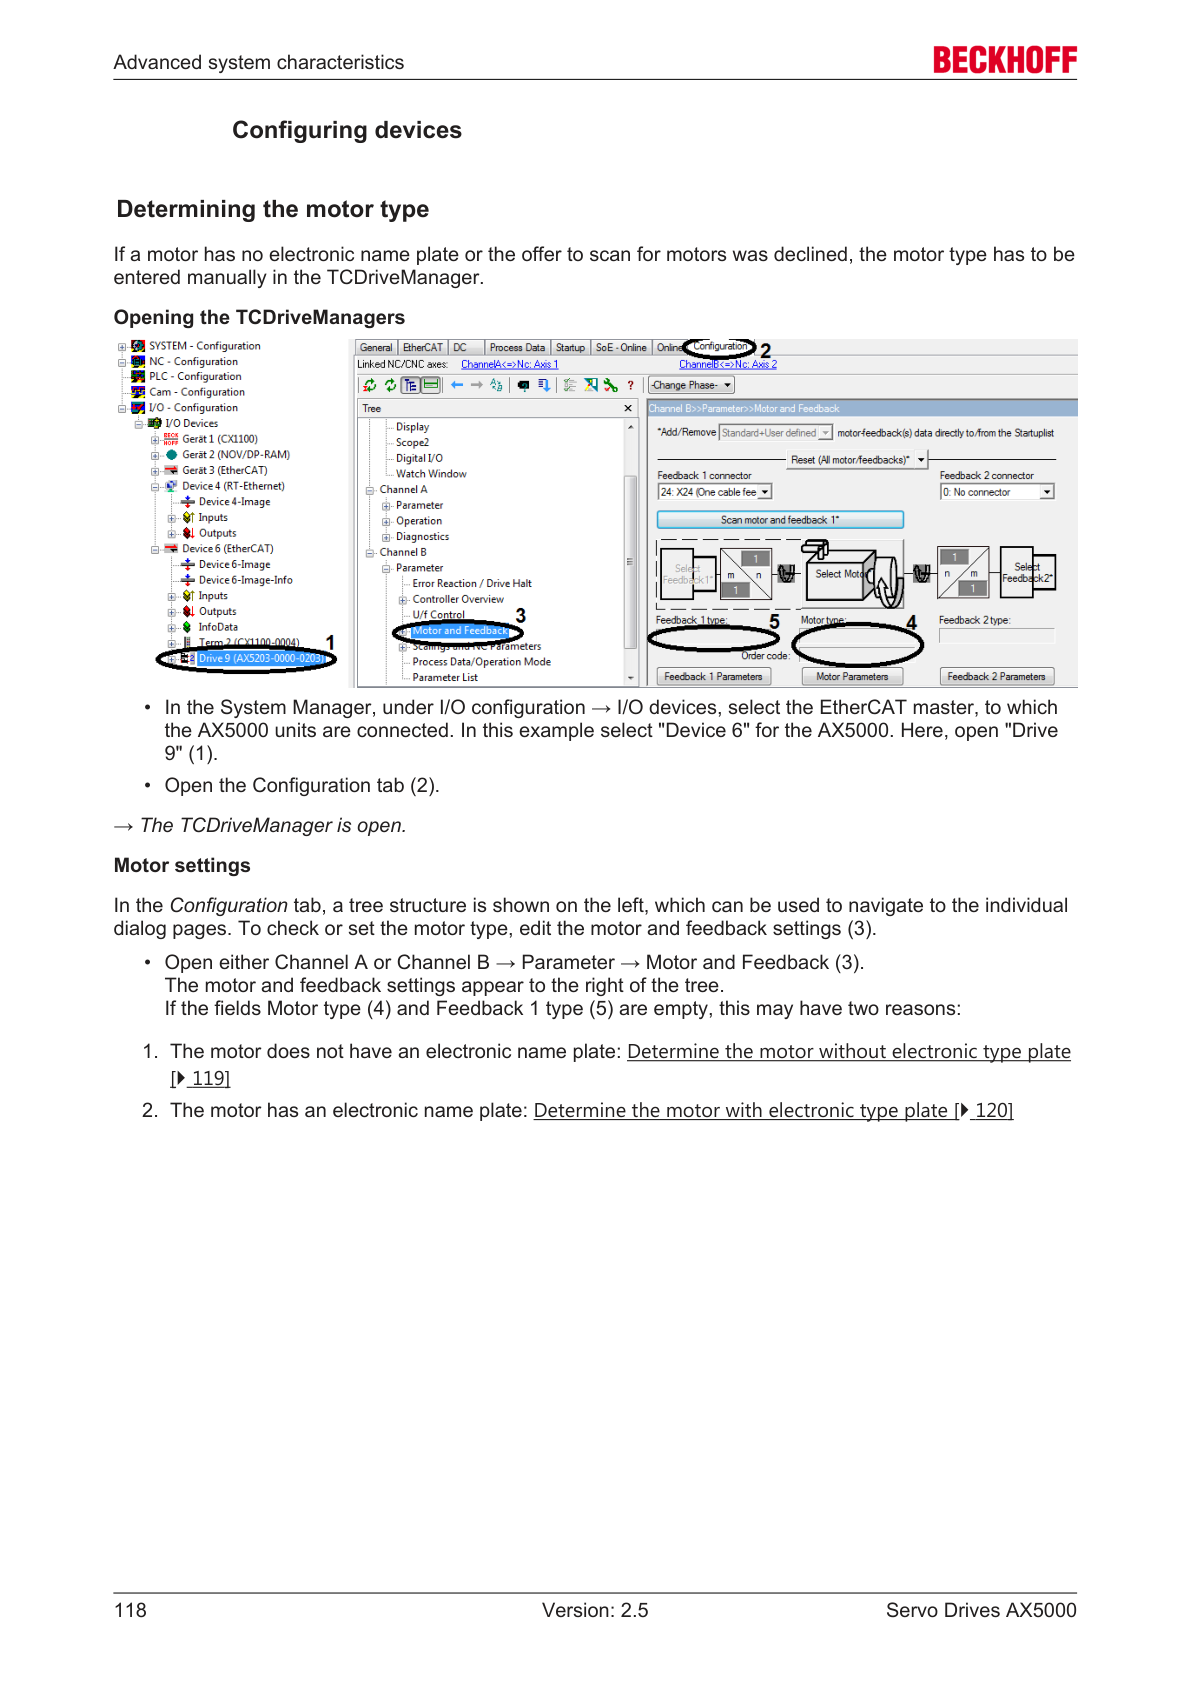 Advanced system characteristics
BECKHOFF
Configuring devices
Determining the motor type
If a motor has no electronic name plate or the offer to scan for motors was declined, the motor type has to be
entered manually in the TCDriveManager.
Opening the TCDriveManagers
SYSTEM - Configuration
NC - Configuration
PLC - Configuration
Cam - Configuration
I/O - Configuration
I/O Devices
BECK
HOFF
Gerät 1 (CX1100)
Gerät 2 (NOV/DP-RAM)
Gerät 3 (EtherCAT)
Device 4 (RT-Ethernet)
Device 4-Image
Inputs
Outputs
Device 6 (EtherCAT)
Device 6-Image
Device 6-Image-Info
Inputs
Outputs
InfoData
Term 2 (CX1100-0004)
1
Drive 9 (AX5203-0000-0203)
General EtherCAT DC Process Data Startup SoE - Online Online Configuration 2
Linked NC/CNC axes: ChannelA<=>Nc: Axis 1 ChannelB<=>Nc: Axis 2
-Change Phase-
Tree
Display
Scope2
Digital I/O
Watch Window
Channel A
Parameter
Operation
Diagnostics
Channel B
Parameter
Error Reaction / Drive Halt
Controller Overview
U/f Control
3
Motor and Feedback
Scalings and NC Parameters
Process Data/Operation Mode
Parameter List
Channel B>>Parameter>>Motor and Feedback
*Add/Remove Standard+User defined motor-feedback(s) data directly to/from the Startuplist
Reset (All motor/feedbacks)*
Feedback 1 connector Feedback 2 connector
24: X24 (One cable fee 0: No connector
Scan motor and feedback 1*
Select
Feedback1*
1
m n
1
Select Motor
1
n m
1
Select
Feedback2*
Feedback 1 type: 5 Motor type: 4 Feedback 2 type:
Order code:
Feedback 1 Parameters Motor Parameters Feedback 2 Parameters
• In the System Manager, under I/O configuration → I/O devices, select the EtherCAT master, to which
the AX5000 units are connected. In this example select "Device 6" for the AX5000. Here, open "Drive
9" (1).
• Open the Configuration tab (2).
→ The TCDriveManager is open.
Motor settings
In the Configuration tab, a tree structure is shown on the left, which can be used to navigate to the individual
dialog pages. To check or set the motor type, edit the motor and feedback settings (3).
• Open either Channel A or Channel B → Parameter → Motor and Feedback (3).
The motor and feedback settings appear to the right of the tree.
If the fields Motor type (4) and Feedback 1 type (5) are empty, this may have two reasons:
1. The motor does not have an electronic name plate: Determine the motor without electronic type plate
[▶ 119]
2. The motor has an electronic name plate: Determine the motor with electronic type plate [▶ 120]
118 Version: 2.5 Servo Drives AX5000